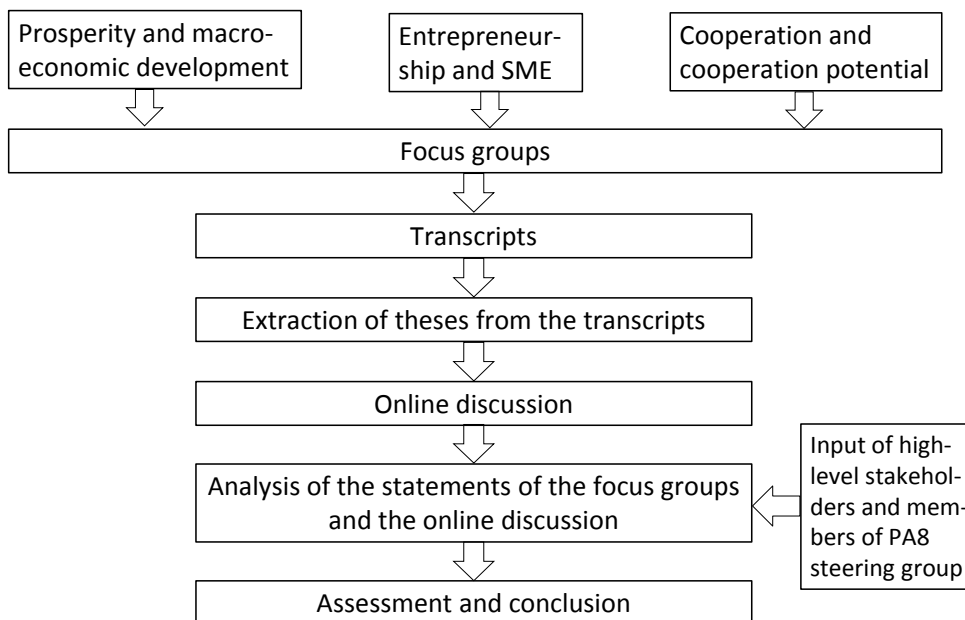 Prosperity and macro-
economic development
Entrepreneur-
ship and SME
Cooperation and
cooperation potential
Focus groups
Transcripts
Extraction of theses from the transcripts
Online discussion
Analysis of the statements of the focus groups
and the online discussion
Input of high-
level stakehol-
ders and mem-
bers of PA8
steering group
Assessment and conclusion